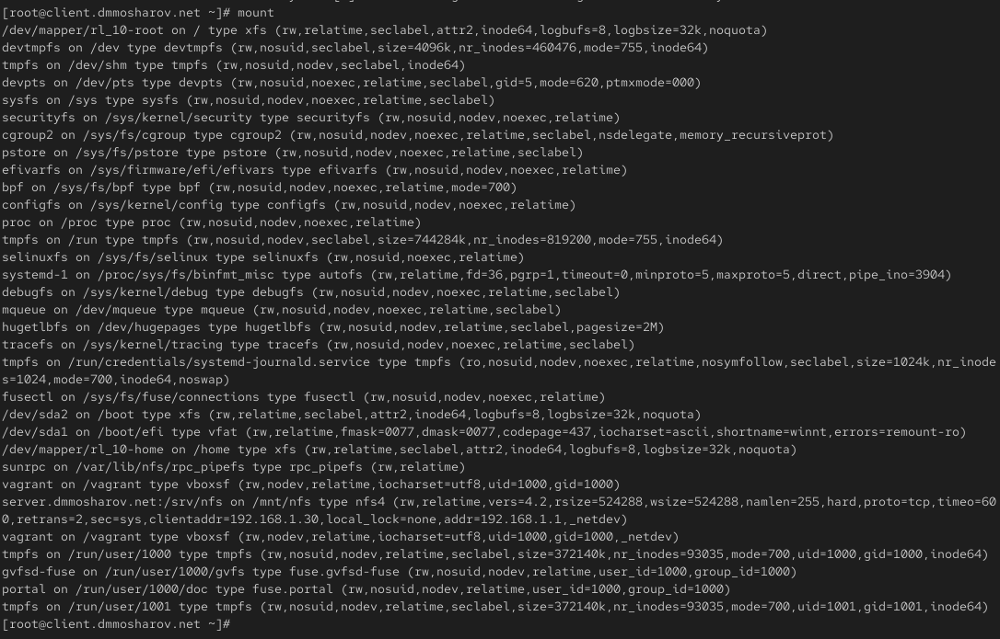 [root@client.dmmosharov.net ~]# mount
/dev/mapper/rl_10-root on / type xfs (rw,relatime,seclabel,attr2,inode64,logbufs=8,logbsize=32k,noquota)
devtmpfs on /dev type devtmpfs (rw,nosuid,seclabel,size=4096k,nr_inodes=460476,mode=755,inode64)
tmpfs on /dev/shm type tmpfs (rw,nosuid,nodev,seclabel,inode64)
devpts on /dev/pts type devpts (rw,nosuid,noexec,relatime,seclabel,gid=5,mode=620,ptmxmode=000)
sysfs on /sys type sysfs (rw,nosuid,nodev,noexec,relatime,seclabel)
securityfs on /sys/kernel/security type securityfs (rw,nosuid,nodev,noexec,relatime)
cgroup2 on /sys/fs/cgroup type cgroup2 (rw,nosuid,nodev,noexec,relatime,seclabel,nsdelegate,memory_recursiveprot)
pstore on /sys/fs/pstore type pstore (rw,nosuid,nodev,noexec,relatime,seclabel)
efivarfs on /sys/firmware/efi/efivars type efivarfs (rw,nosuid,nodev,noexec,relatime)
bpf on /sys/fs/bpf type bpf (rw,nosuid,nodev,noexec,relatime,mode=700)
configfs on /sys/kernel/config type configfs (rw,nosuid,nodev,noexec,relatime)
proc on /proc type proc (rw,nosuid,nodev,noexec,relatime)
tmpfs on /run type tmpfs (rw,nosuid,nodev,seclabel,size=744284k,nr_inodes=819200,mode=755,inode64)
selinuxfs on /sys/fs/selinux type selinuxfs (rw,nosuid,noexec,relatime)
systemd-1 on /proc/sys/fs/binfmt_misc type autofs (rw,relatime,fd=36,pgrp=1,timeout=0,minproto=5,maxproto=5,direct,pipe_ino=3904)
debugfs on /sys/kernel/debug type debugfs (rw,nosuid,nodev,noexec,relatime,seclabel)
mqueue on /dev/mqueue type mqueue (rw,nosuid,nodev,noexec,relatime,seclabel)
hugetlbfs on /dev/hugepages type hugetlbfs (rw,nosuid,nodev,relatime,seclabel,pagesize=2M)
tracefs on /sys/kernel/tracing type tracefs (rw,nosuid,nodev,noexec,relatime,seclabel)
tmpfs on /run/credentials/systemd-journald.service type tmpfs (ro,nosuid,nodev,noexec,relatime,nosymfollow,seclabel,size=1024k,nr_inode
s=1024,mode=700,inode64,noswap)
fusectl on /sys/fs/fuse/connections type fusectl (rw,nosuid,nodev,noexec,relatime)
/dev/sda2 on /boot type xfs (rw,relatime,seclabel,attr2,inode64,logbufs=8,logbsize=32k,noquota)
/dev/sda1 on /boot/efi type vfat (rw,relatime,fmask=0077,dmask=0077,codepage=437,iocharset=ascii,shortname=winnt,errors=remount-ro)
/dev/mapper/rl_10-home on /home type xfs (rw,relatime,seclabel,attr2,inode64,logbufs=8,logbsize=32k,noquota)
sunrpc on /var/lib/nfs/rpc_pipefs type rpc_pipefs (rw,relatime)
vagrant on /vagrant type vboxsf (rw,nodev,relatime,iocharset=utf8,uid=1000,gid=1000)
server.dmmosharov.net:/srv/nfs on /mnt/nfs type nfs4 (rw,relatime,vers=4.2,rsize=524288,wsize=524288,namlen=255,hard,proto=tcp,timeo=60
0,retrans=2,sec=sys,clientaddr=192.168.1.30,local_lock=none,addr=192.168.1.1,_netdev)
vagrant on /vagrant type vboxsf (rw,nodev,relatime,iocharset=utf8,uid=1000,gid=1000,_netdev)
tmpfs on /run/user/1000 type tmpfs (rw,nosuid,nodev,relatime,seclabel,size=372140k,nr_inodes=93035,mode=700,uid=1000,gid=1000,inode64)
gvfsd-fuse on /run/user/1000/gvfs type fuse.gvfsd-fuse (rw,nosuid,nodev,relatime,user_id=1000,group_id=1000)
portal on /run/user/1000/doc type fuse.portal (rw,nosuid,nodev,relatime,user_id=1000,group_id=1000)
tmpfs on /run/user/1001 type tmpfs (rw,nosuid,nodev,relatime,seclabel,size=372140k,nr_inodes=93035,mode=700,uid=1001,gid=1001,inode64)
[root@client.dmmosharov.net ~]#